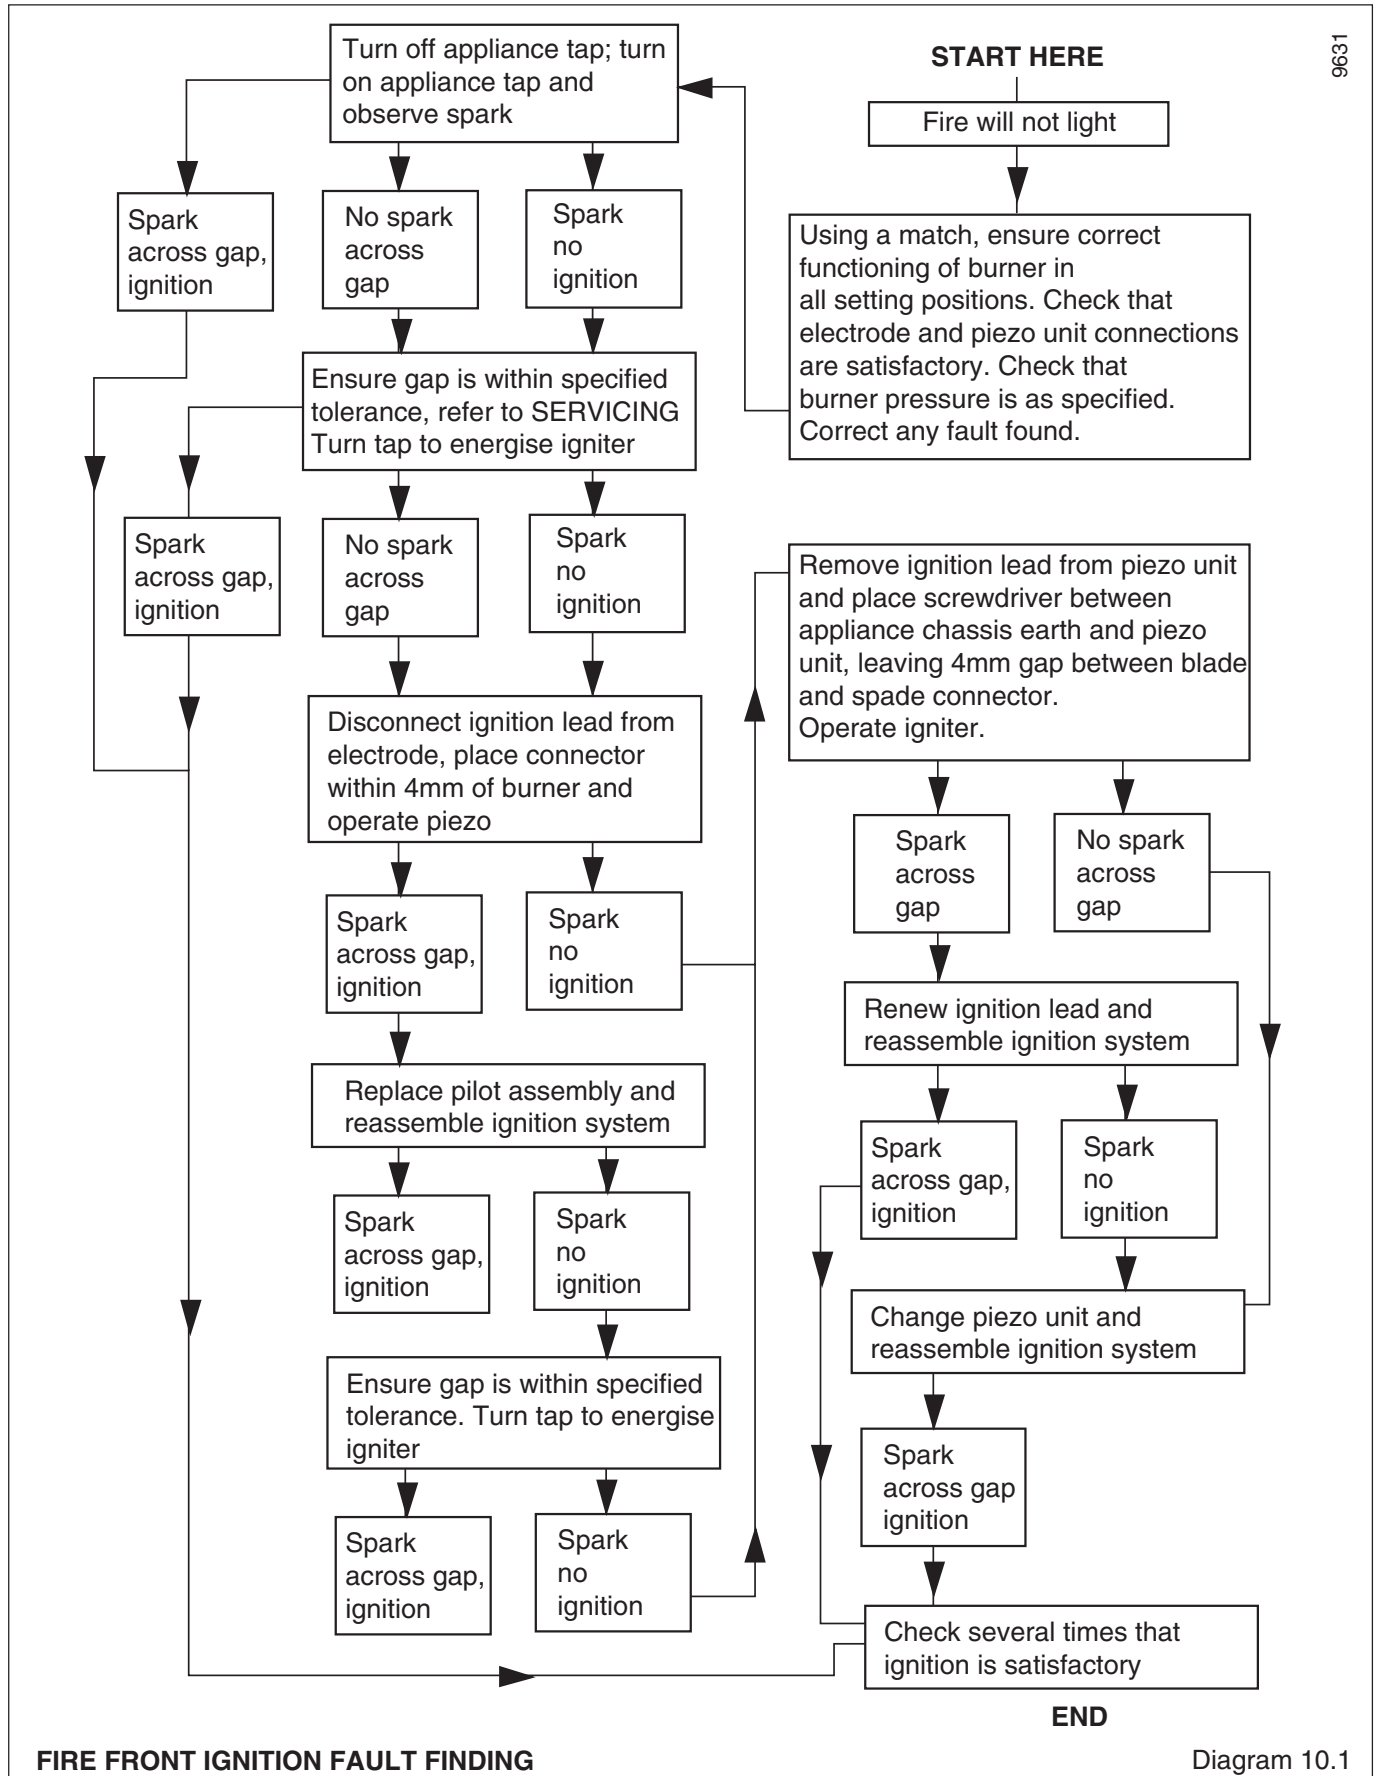 9631
START HERE
Fire will not light
Using a match, ensure correct
functioning of burner in
all setting positions. Check that
electrode and piezo unit connections
are satisfactory. Check that
burner pressure is as specified.
Correct any fault found.
Turn off appliance tap; turn
on appliance tap and
observe spark
Spark
across gap,
ignition
No spark
across
gap
Spark
no
ignition
Ensure gap is within specified
tolerance, refer to SERVICING
Turn tap to energise igniter
Spark
across gap,
ignition
No spark
across
gap
Spark
no
ignition
Disconnect ignition lead from
electrode, place connector
within 4mm of burner and
operate piezo
Spark
across gap,
ignition
Spark
no
ignition
Replace pilot assembly and
reassemble ignition system
Spark
across gap,
ignition
Spark
no
ignition
Ensure gap is within specified
tolerance. Turn tap to energise
igniter
Spark
across gap,
ignition
Spark
no
ignition
Remove ignition lead from piezo unit
and place screwdriver between
appliance chassis earth and piezo
unit, leaving 4mm gap between blade
and spade connector.
Operate igniter.
Spark
across
gap
No spark
across
gap
Renew ignition lead and
reassemble ignition system
Spark
across gap,
ignition
Spark
no
ignition
Change piezo unit and
reassemble ignition system
Spark
across gap
ignition
Check several times that
ignition is satisfactory
END
FIRE FRONT IGNITION FAULT FINDING
Diagram 10.1